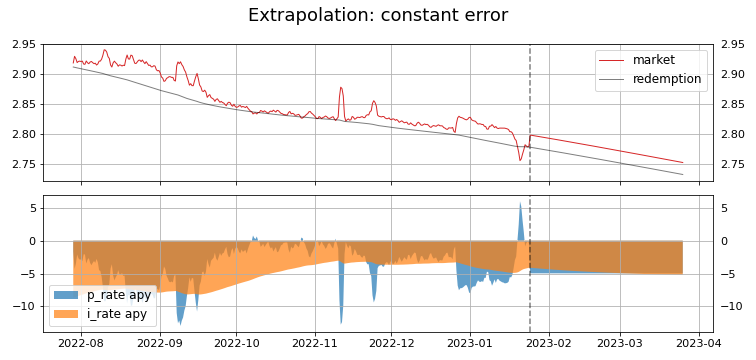 Extrapolation: constant error
2.95 2.95
2.90 2.90
2.85 2.85
2.80 2.80
2.75 2.75
market
redemption
5 5
0 0
−5 −5
−10 −10
p_rate apy
i_rate apy
2022-08 2022-09 2022-10 2022-11 2022-12 2023-01 2023-02 2023-03 2023-04